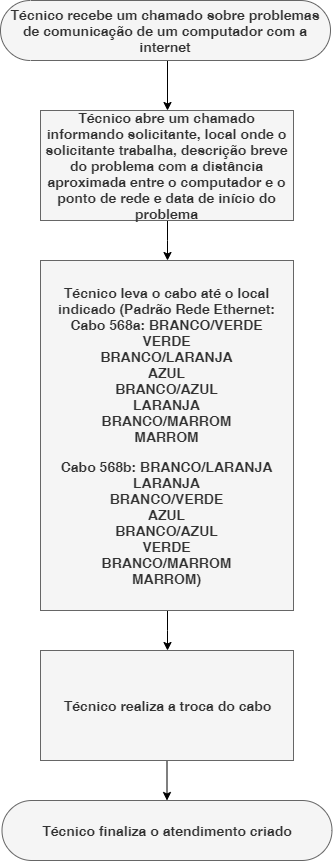 Técnico recebe um chamado sobre problemas
de comunicação de um computador com a
internet
Técnico abre um chamado
informando solicitante, local onde o
solicitante trabalha, descrição breve
do problema com a distância
aproximada entre o computador e o
ponto de rede e data de início do
problema
Técnico leva o cabo até o local
indicado (Padrão Rede Ethernet:
Cabo 568a: BRANCO/VERDE
VERDE
BRANCO/LARANJA
AZUL
BRANCO/AZUL
LARANJA
BRANCO/MARROM
MARROM
Cabo 568b: BRANCO/LARANJA
LARANJA
BRANCO/VERDE
AZUL
BRANCO/AZUL
VERDE
BRANCO/MARROM
MARROM)
Técnico realiza a troca do cabo
Técnico finaliza o atendimento criado